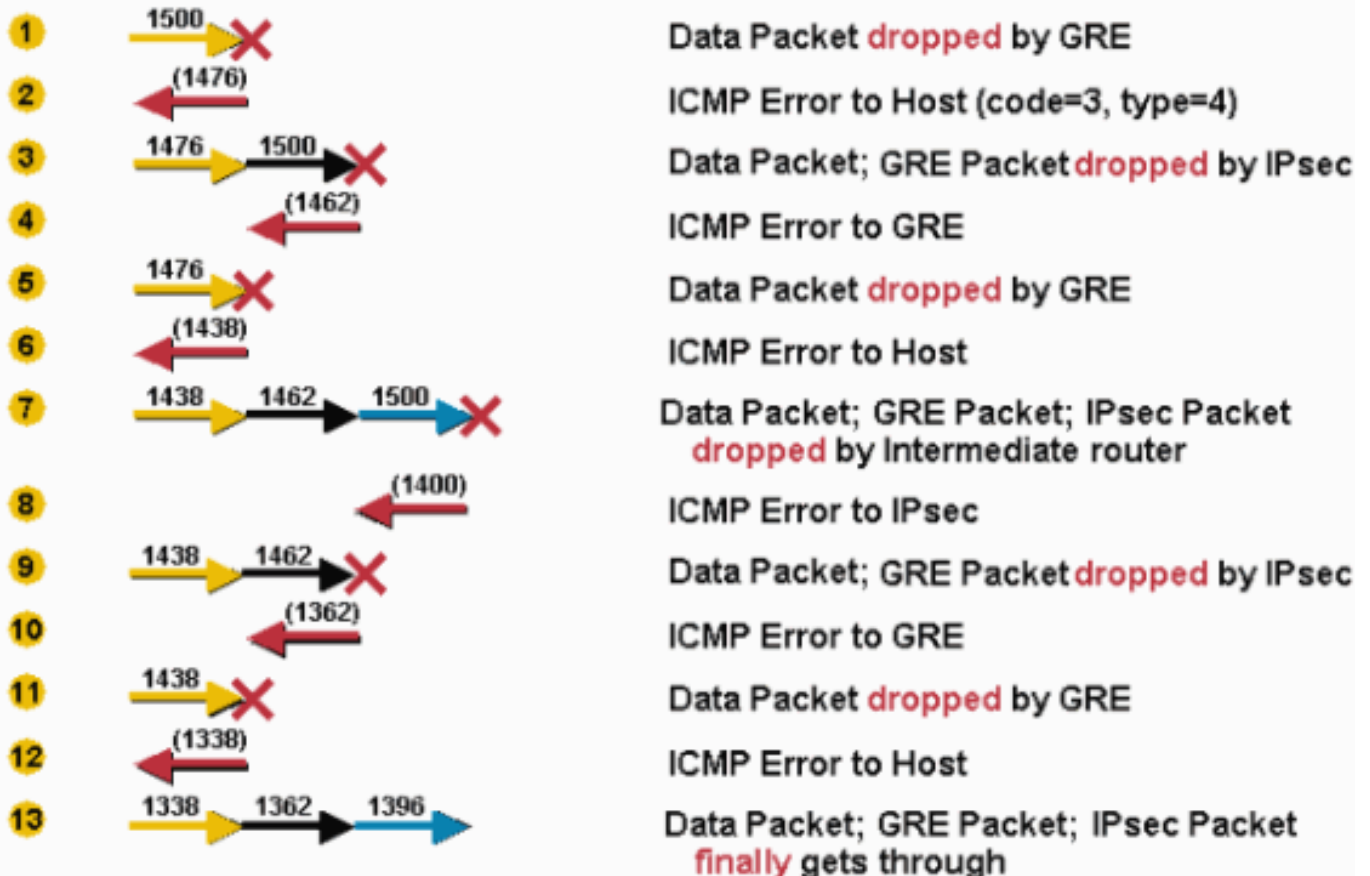 1 1500 Data Packet dropped by GRE
2 (1476) ICMP Error to Host (code=3, type=4)
3 1476 1500 Data Packet; GRE Packet dropped by IPsec
4 (1462) ICMP Error to GRE
5 1476 Data Packet dropped by GRE
6 (1438) ICMP Error to Host
7 1438 1462 1500 Data Packet; GRE Packet; IPsec Packet
dropped by Intermediate router
8 (1400) ICMP Error to IPsec
9 1438 1462 Data Packet; GRE Packet dropped by IPsec
10 (1362) ICMP Error to GRE
11 1438 Data Packet dropped by GRE
12 (1338) ICMP Error to Host
13 1338 1362 1396 Data Packet; GRE Packet; IPsec Packet
finally gets through